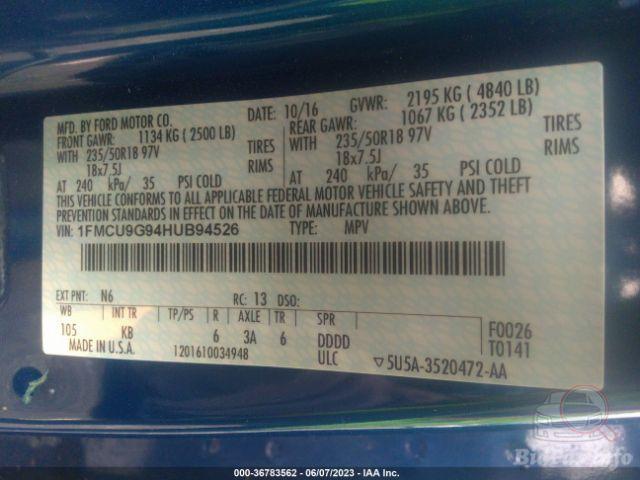 MFD. BY FORD MOTOR CO. DATE: 10/16 GVWR: 2195 KG ( 4840 LB)
FRONT GAWR: 1134 KG ( 2500 LB) REAR GAWR: 1067 KG ( 2352 LB)
WITH 235/50R18 97V TIRES WITH 235/50R18 97V TIRES
18x7.5J RIMS 18x7.5J RIMS
AT 240 kPa/ 35 PSI COLD AT 240 kPa/ 35 PSI COLD
THIS VEHICLE CONFORMS TO ALL APPLICABLE FEDERAL MOTOR VEHICLE SAFETY AND THEFT
PREVENTION STANDARDS IN EFFECT ON THE DATE OF MANUFACTURE SHOWN ABOVE.
VIN: 1FMCU9G94HUB94526 TYPE: MPV
EXT PNT: N6 RC: 13 DSO:
WB INT TR TP/PS R AXLE TR SPR
105 KB 6 3A 6 DDDD F0026
MADE IN U.S.A. 1201610034948 ULC T0141
▽5U5A-3520472-AA
BidFax.info
000-36783562 - 06/07/2023 - IAA Inc.